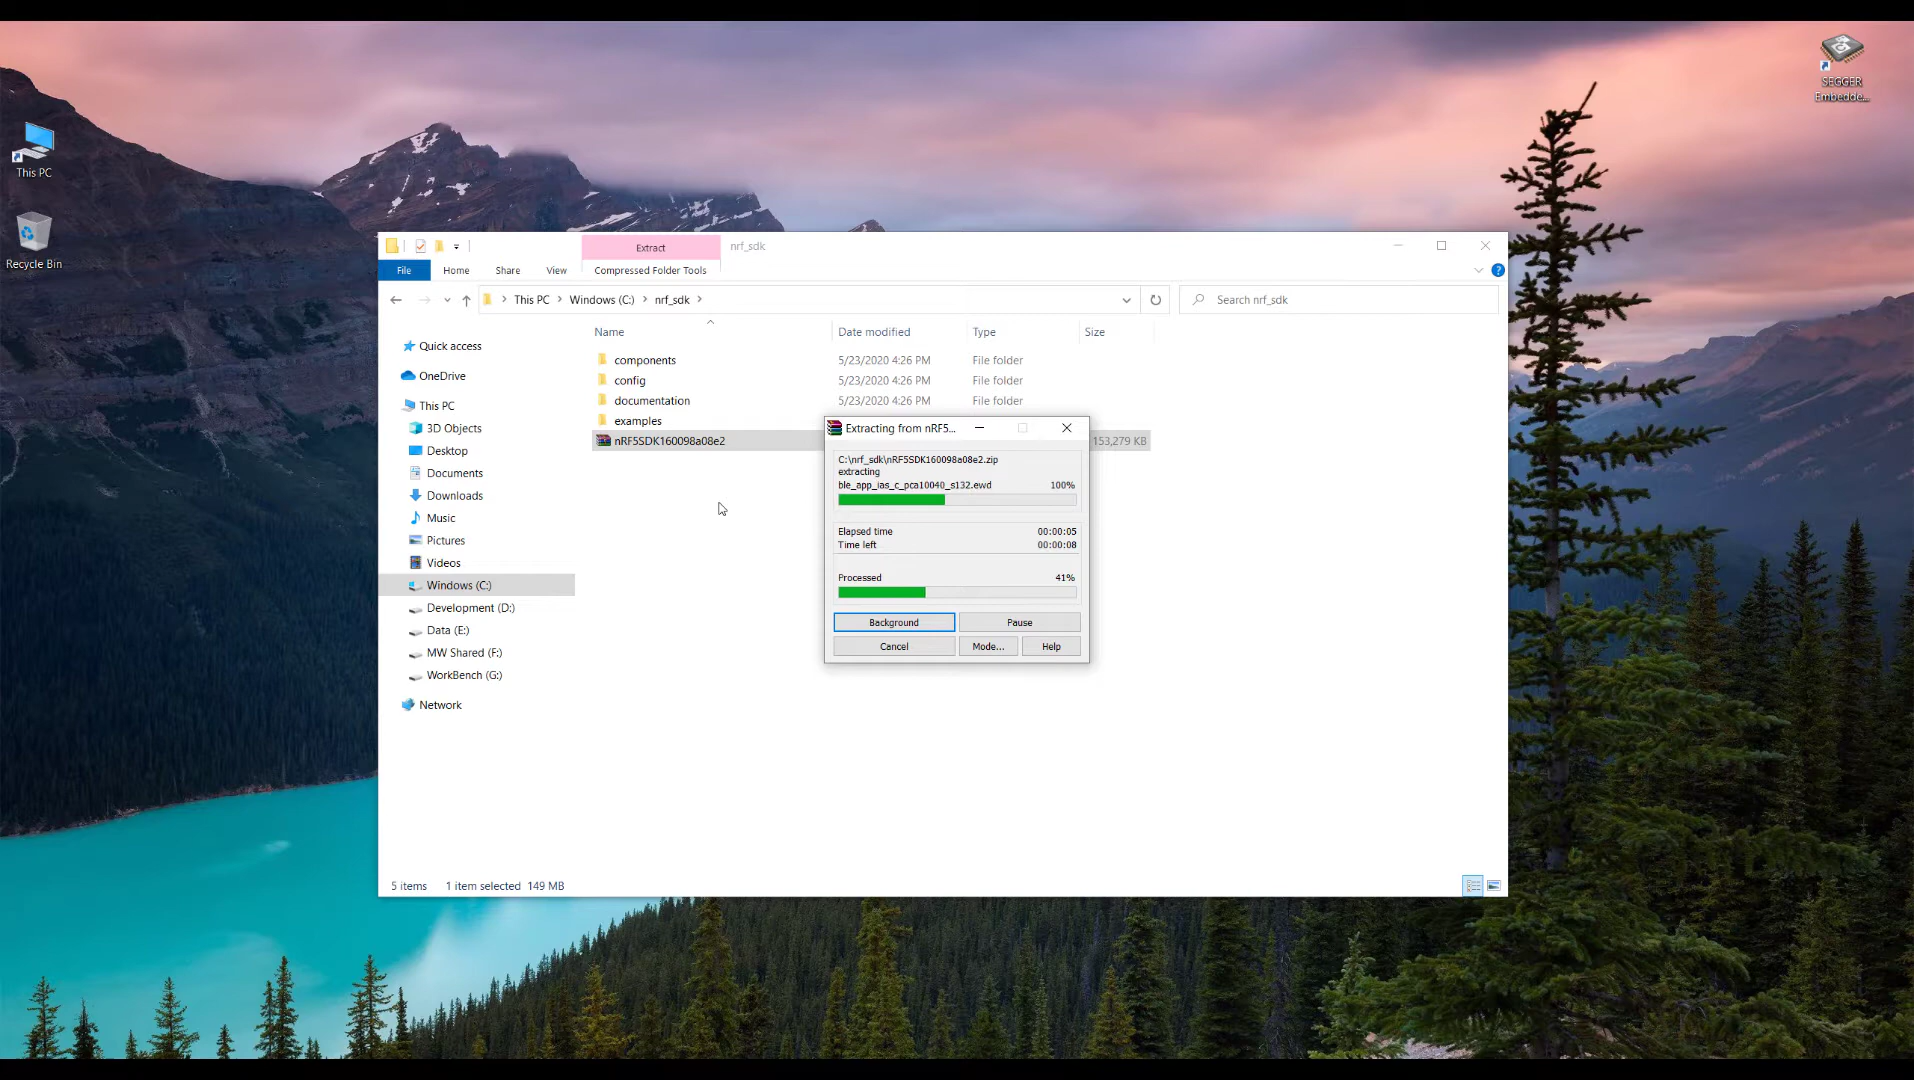 SEGGER
Embedde...
This PC
Recycle Bin
Extract
nrf_sdk
File
Home
Share
View
Compressed Folder Tools
This PC
Windows (C:)
nrf_sdk
Search nrf_sdk
Name
Date modified
Type
Size
Quick access
OneDrive
This PC
3D Objects
Desktop
Documents
Downloads
Music
Pictures
Videos
Windows (C:)
Development (D:)
Data (E:)
MW Shared (F:)
WorkBench (G:)
Network
components 5/23/2020 4:26 PM File folder
config 5/23/2020 4:26 PM File folder
documentation 5/23/2020 4:26 PM File folder
examples
nRF5SDK160098a08e2 153,279 KB
Extracting from nRF5...
C:\nrf_sdk\nRF5SDK160098a08e2.zip
extracting
ble_app_ias_c_pca10040_s132.ewd 100%
Elapsed time 00:00:05
Time left 00:00:08
Processed 41%
Background
Pause
Cancel
Mode...
Help
5 items 1 item selected 149 MB